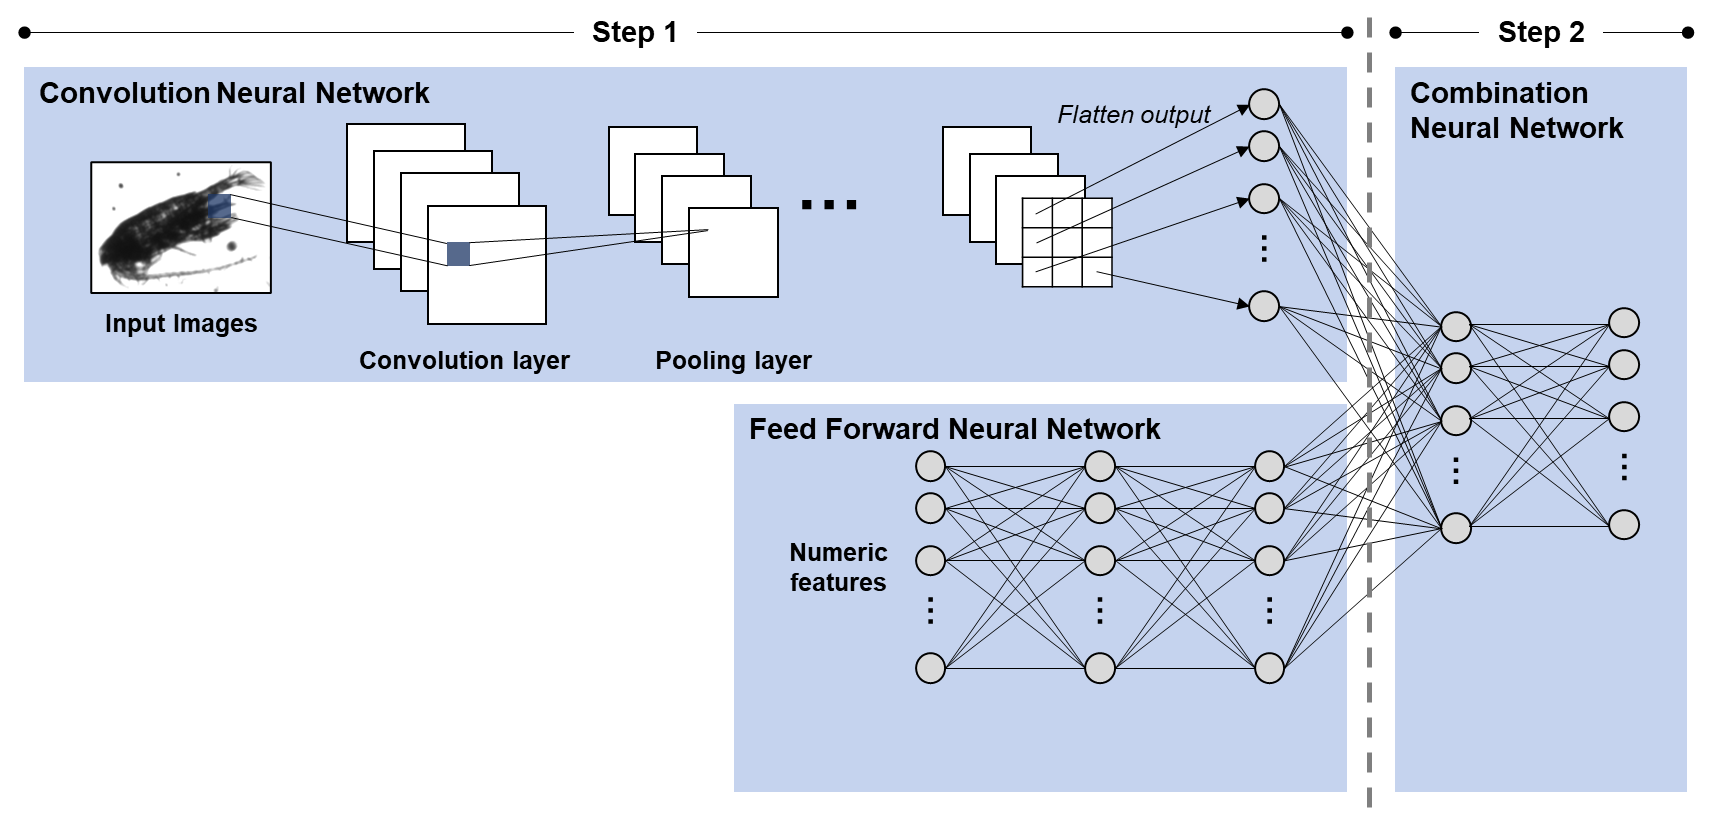 Step 1
Step 2
Convolution Neural Network
Flatten output
Input Images
Convolution layer
Pooling layer
Combination
Neural Network
Feed Forward Neural Network
Numeric
features